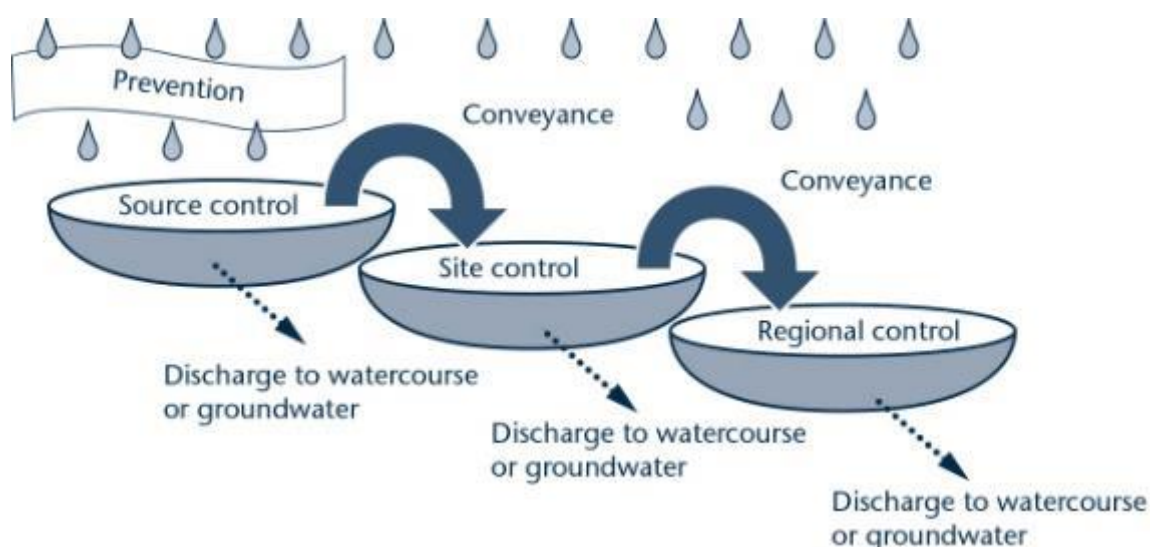 Prevention
Conveyance
Conveyance
Source control
Site control
Regional control
Discharge to watercourse
or groundwater
Discharge to watercourse
or groundwater
Discharge to watercourse
or groundwater